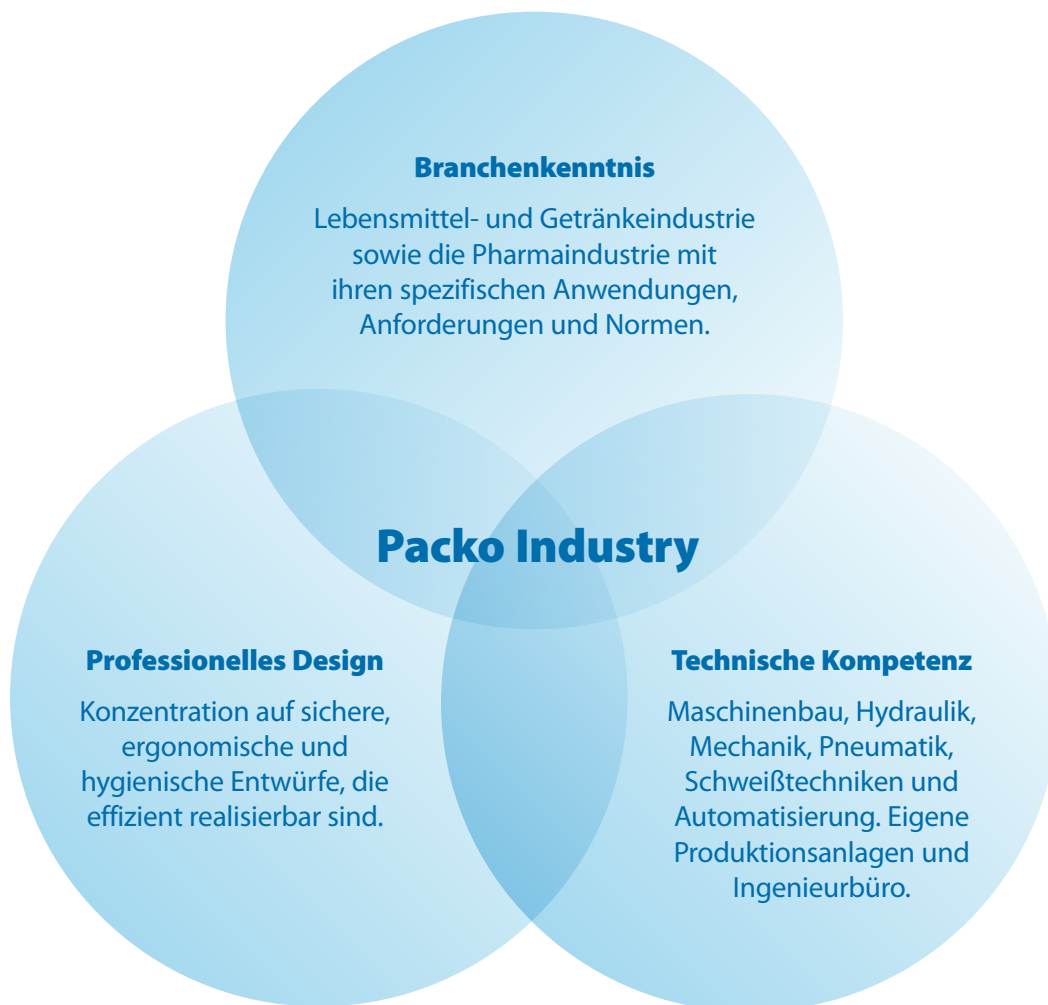 Branchenkenntnis
Lebensmittel- und Getränkeindustrie
sowie die Pharmaindustrie mit
ihren spezifischen Anwendungen,
Anforderungen und Normen.
Packo Industry
Professionelles Design
Konzentration auf sichere,
ergonomische und
hygienische Entwürfe, die
effizient realisierbar sind.
Technische Kompetenz
Maschinenbau, Hydraulik,
Mechanik, Pneumatik,
Schweißtechniken und
Automatisierung. Eigene
Produktionsanlagen und
Ingenieurbüro.